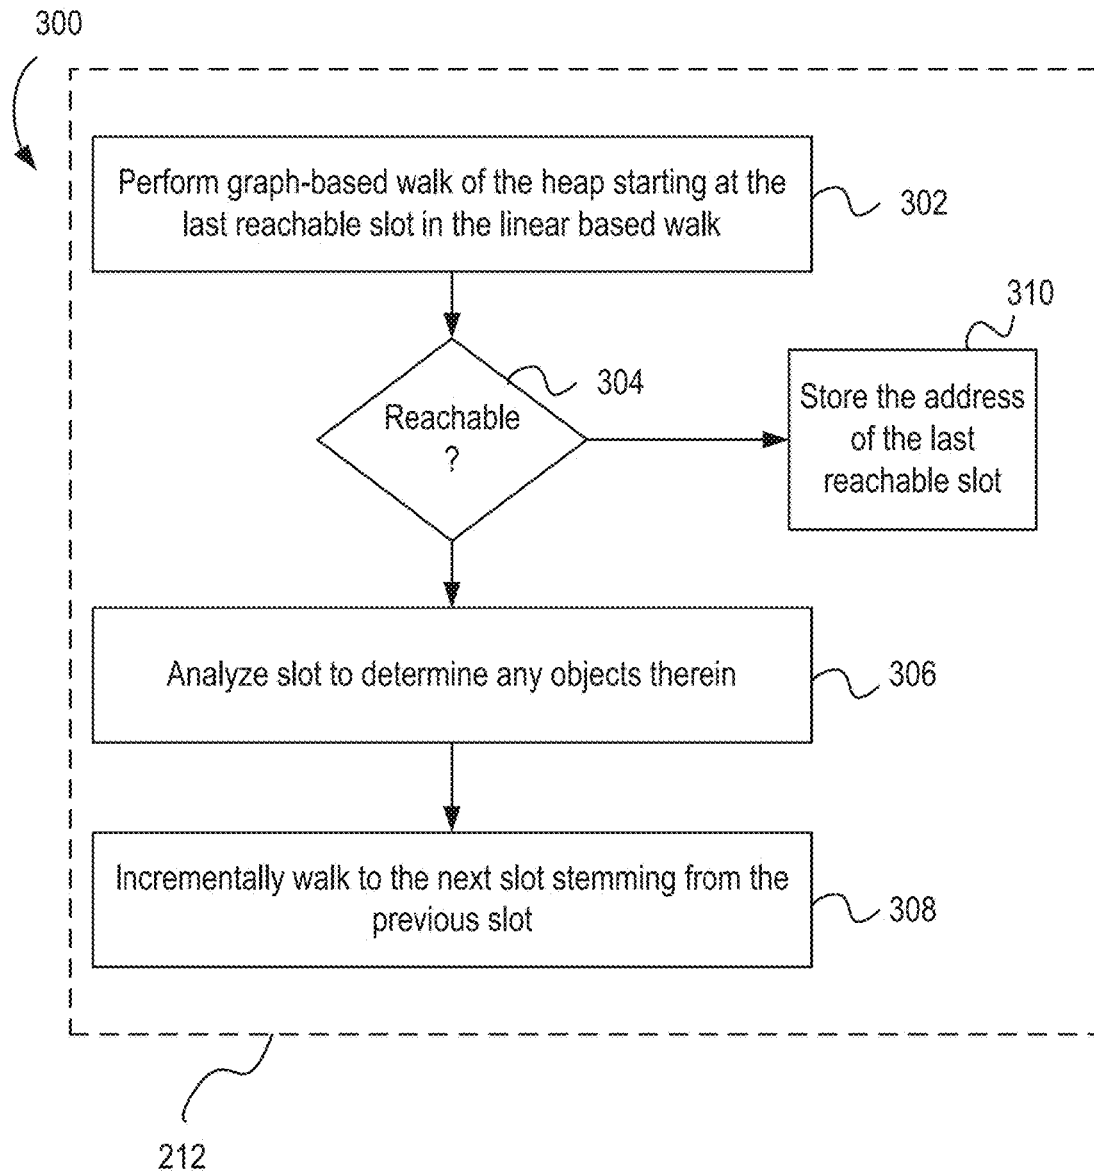 300
Perform graph-based walk of the heap starting at the
last reachable slot in the linear based walk
302
310
304
Reachable
?
Store the address
of the last
reachable slot
Analyze slot to determine any objects therein
306
Incrementally walk to the next slot stemming from the
previous slot
308
212